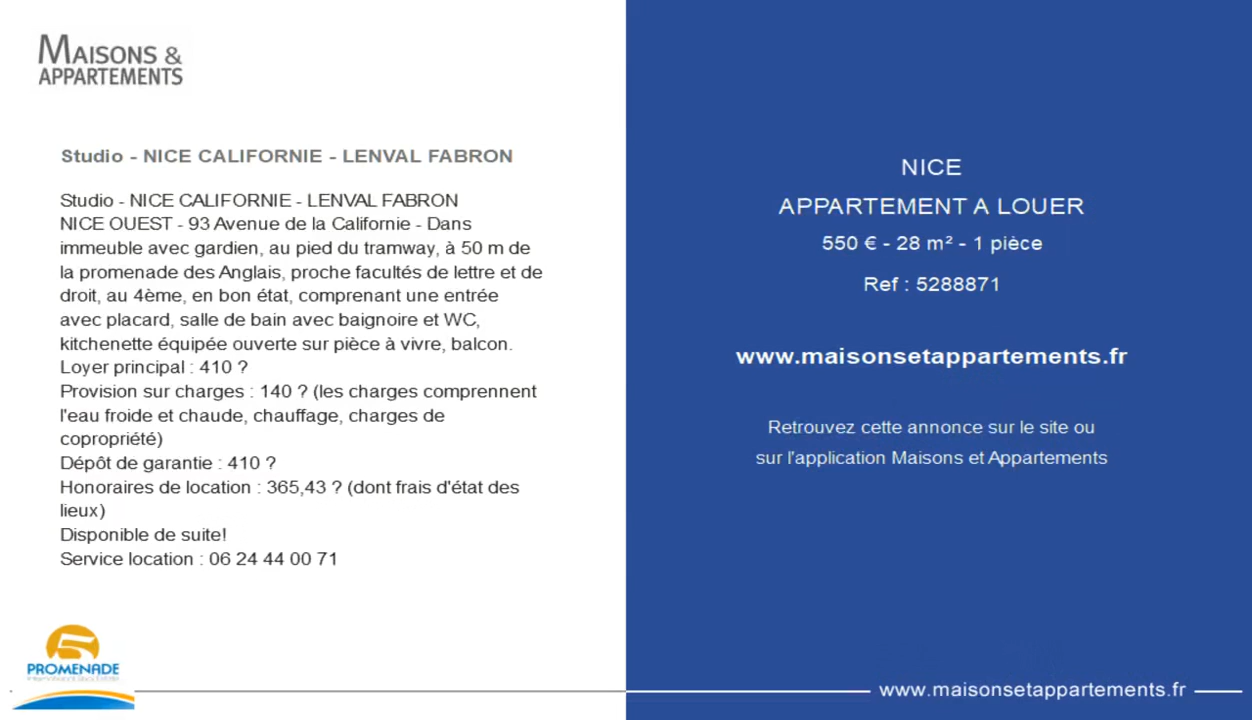 MAISONS &
APPARTEMENTS
Studio - NICE CALIFORNIE - LENVAL FABRON
Studio - NICE CALIFORNIE - LENVAL FABRON
NICE OUEST - 93 Avenue de la Californie - Dans
immeuble avec gardien, au pied du tramway, à 50 m de
la promenade des Anglais, proche facultés de lettre et de
droit, au 4ème, en bon état, comprenant une entrée
avec placard, salle de bain avec baignoire et WC,
kitchenette équipée ouverte sur pièce à vivre, balcon.
Loyer principal : 410 ?
Provision sur charges : 140 ? (les charges comprennent
l'eau froide et chaude, chauffage, charges de
copropriété)
Dépôt de garantie : 410 ?
Honoraires de location : 365,43 ? (dont frais d'état des
lieux)
Disponible de suite!
Service location : 06 24 44 00 71
5
PROMENADE
NICE
APPARTEMENT A LOUER
550 € - 28 m² - 1 pièce
Ref : 5288871
www.maisonsetappartements.fr
Retrouvez cette annonce sur le site ou
sur l'application Maisons et Appartements
www.maisonsetappartements.fr